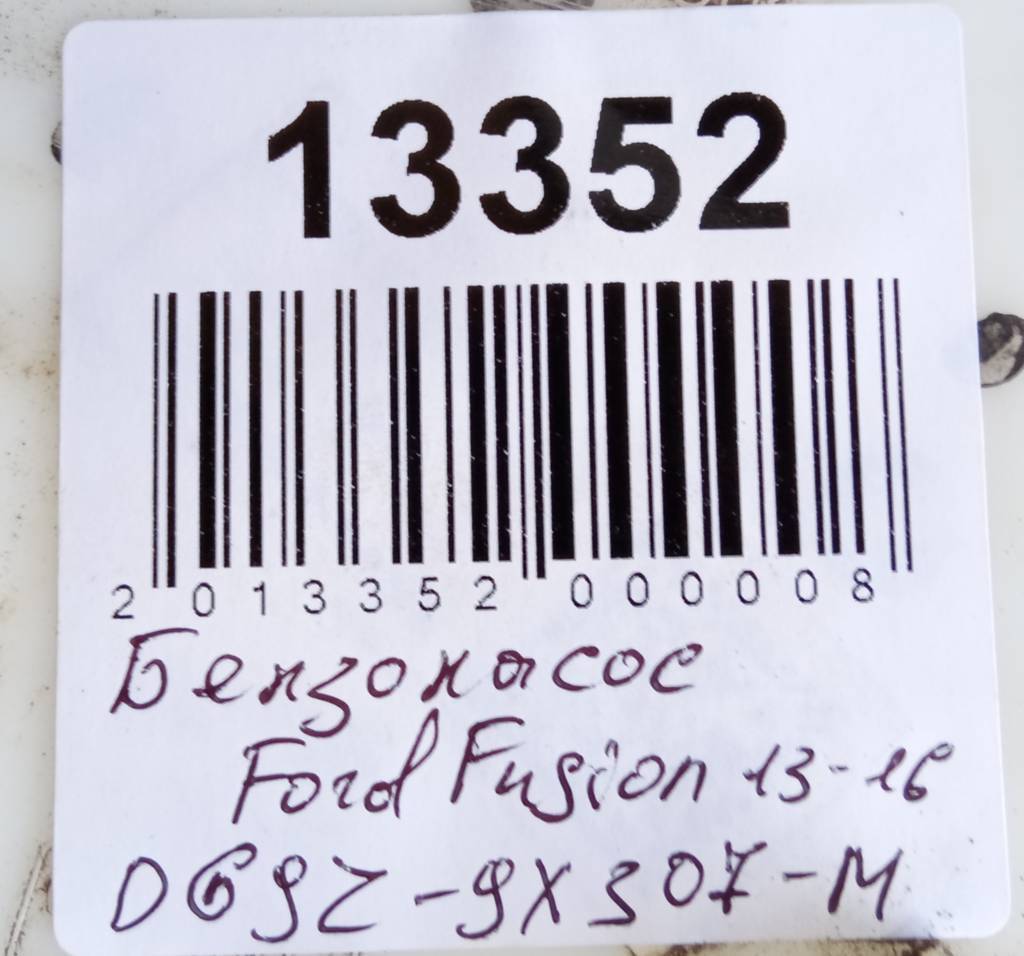 13352
2 013352 000008
Бензонасос
Ford Fusion 13-16
DG9Z-9X307-M